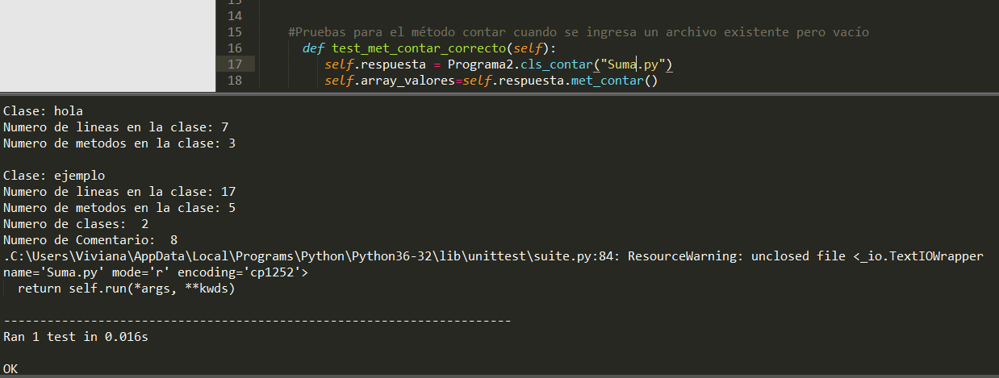 13
14
15 #Pruebas para el método contar cuando se ingresa un archivo existente pero vacío
16 def test_met_contar_correcto(self):
17 self.respuesta = Programa2.cls_contar("Suma.py")
18 self.array_valores=self.respuesta.met_contar()
Clase: hola
Numero de lineas en la clase: 7
Numero de metodos en la clase: 3
Clase: ejemplo
Numero de lineas en la clase: 17
Numero de metodos en la clase: 5
Numero de clases:  2
Numero de Comentario:  8
.C:\Users\Viviana\AppData\Local\Programs\Python\Python36-32\lib\unittest\suite.py:84: ResourceWarning: unclosed file <_io.TextIOWrapper
name='Suma.py' mode='r' encoding='cp1252'>
return self.run(*args, **kwds)
----------------------------------------------------------------------
Ran 1 test in 0.016s
OK